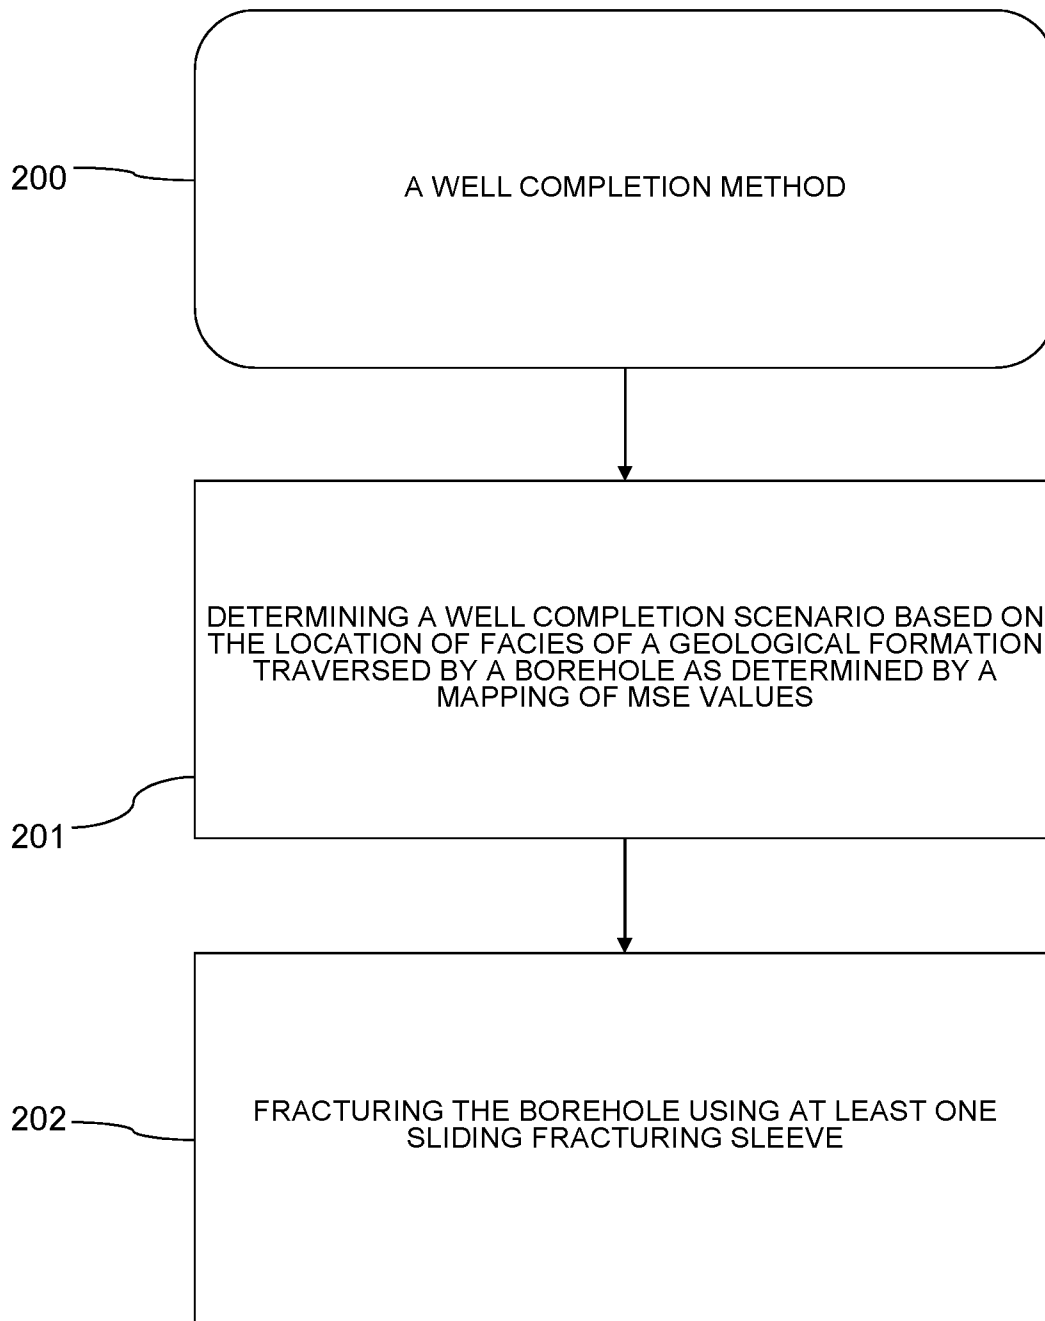 200
A WELL COMPLETION METHOD
DETERMINING A WELL COMPLETION SCENARIO BASED ON
THE LOCATION OF FACIES OF A GEOLOGICAL FORMATION
TRAVERSED BY A BOREHOLE AS DETERMINED BY A
MAPPING OF MSE VALUES
201
202
FRACTURING THE BOREHOLE USING AT LEAST ONE
SLIDING FRACTURING SLEEVE